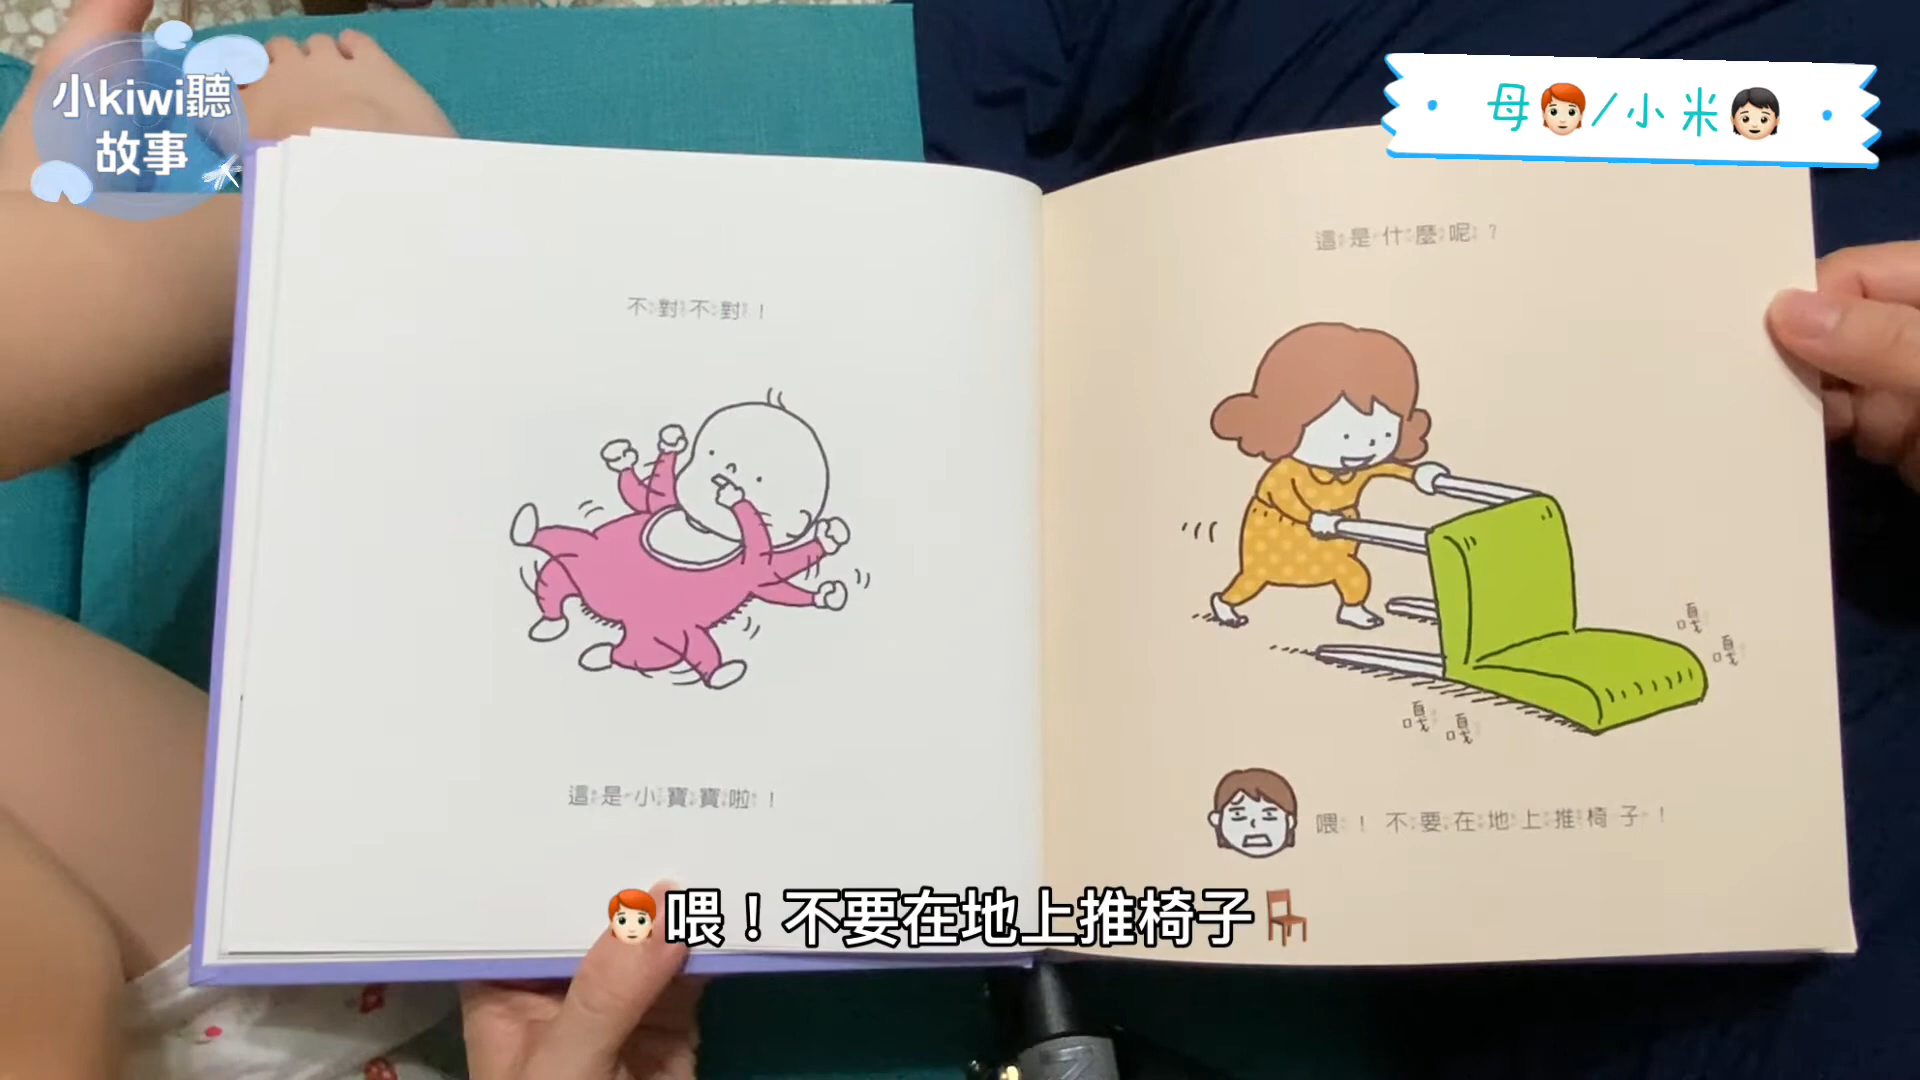 小kiwi聽
故事
母/小米
不對不對！
這是小寶寶啦！
這是什麼呢？
嘎
嘎
嘎
嘎
喂！不要在地上推椅子！
喂！不要在地上推椅子